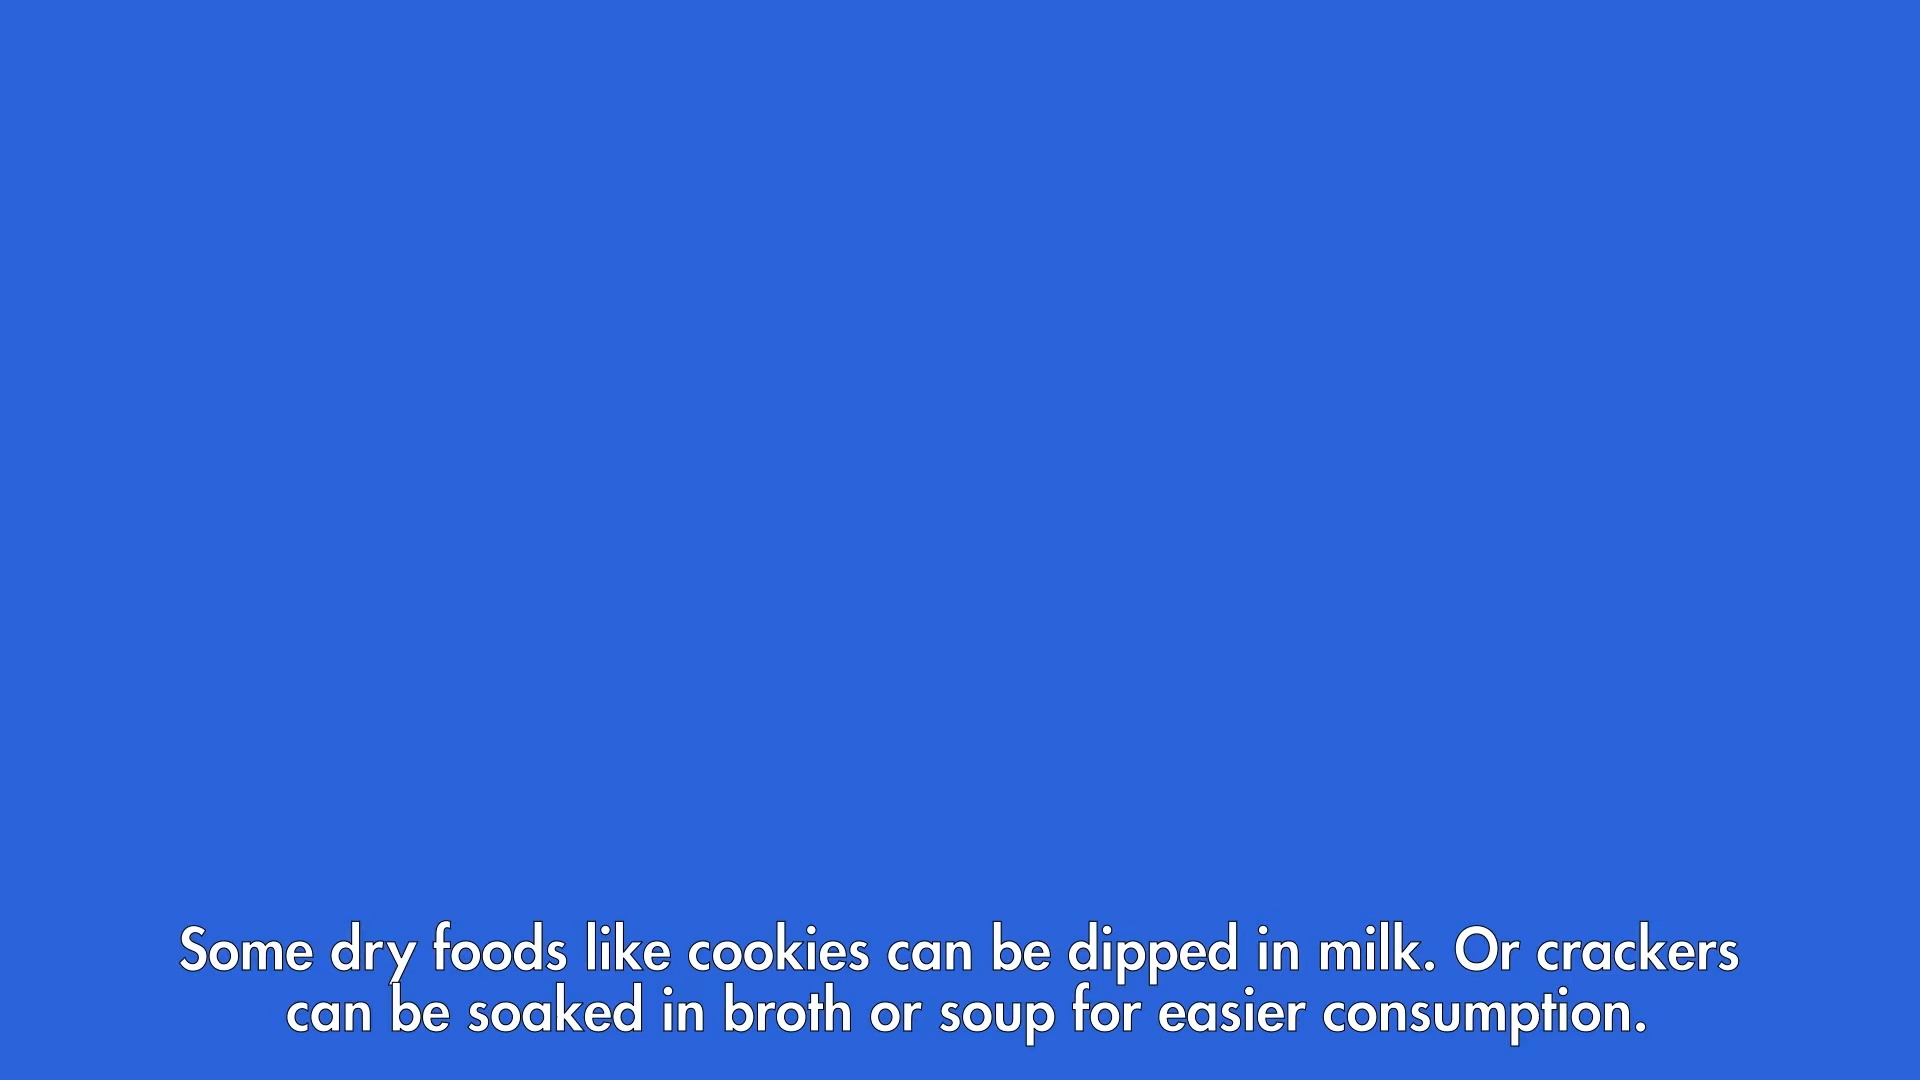 Some dry foods like cookies can be dipped in milk. Or crackers
can be soaked in broth or soup for easier consumption.